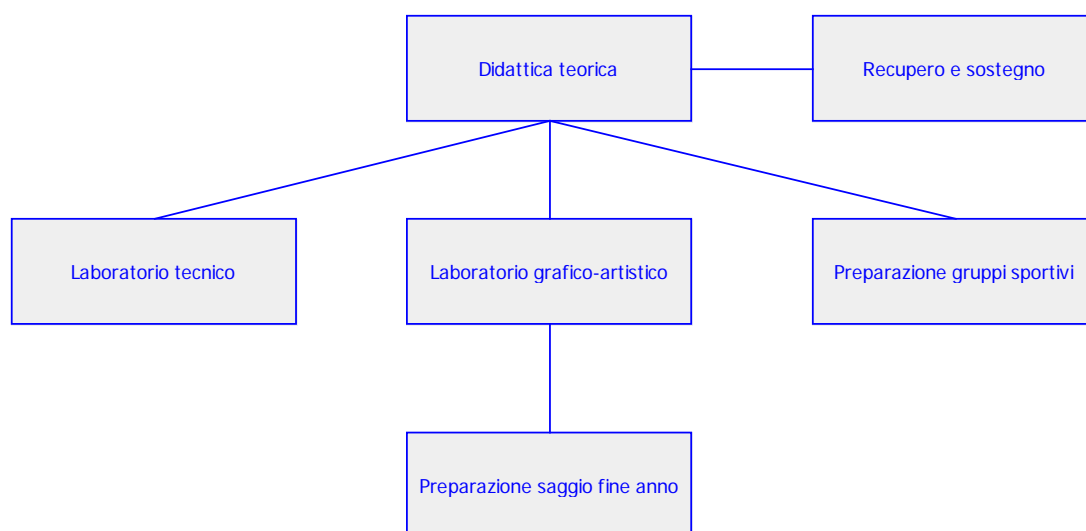 Didattica teorica
Recupero e sostegno
Laboratorio tecnico
Laboratorio grafico-artistico
Preparazione gruppi sportivi
Preparazione saggio fine anno